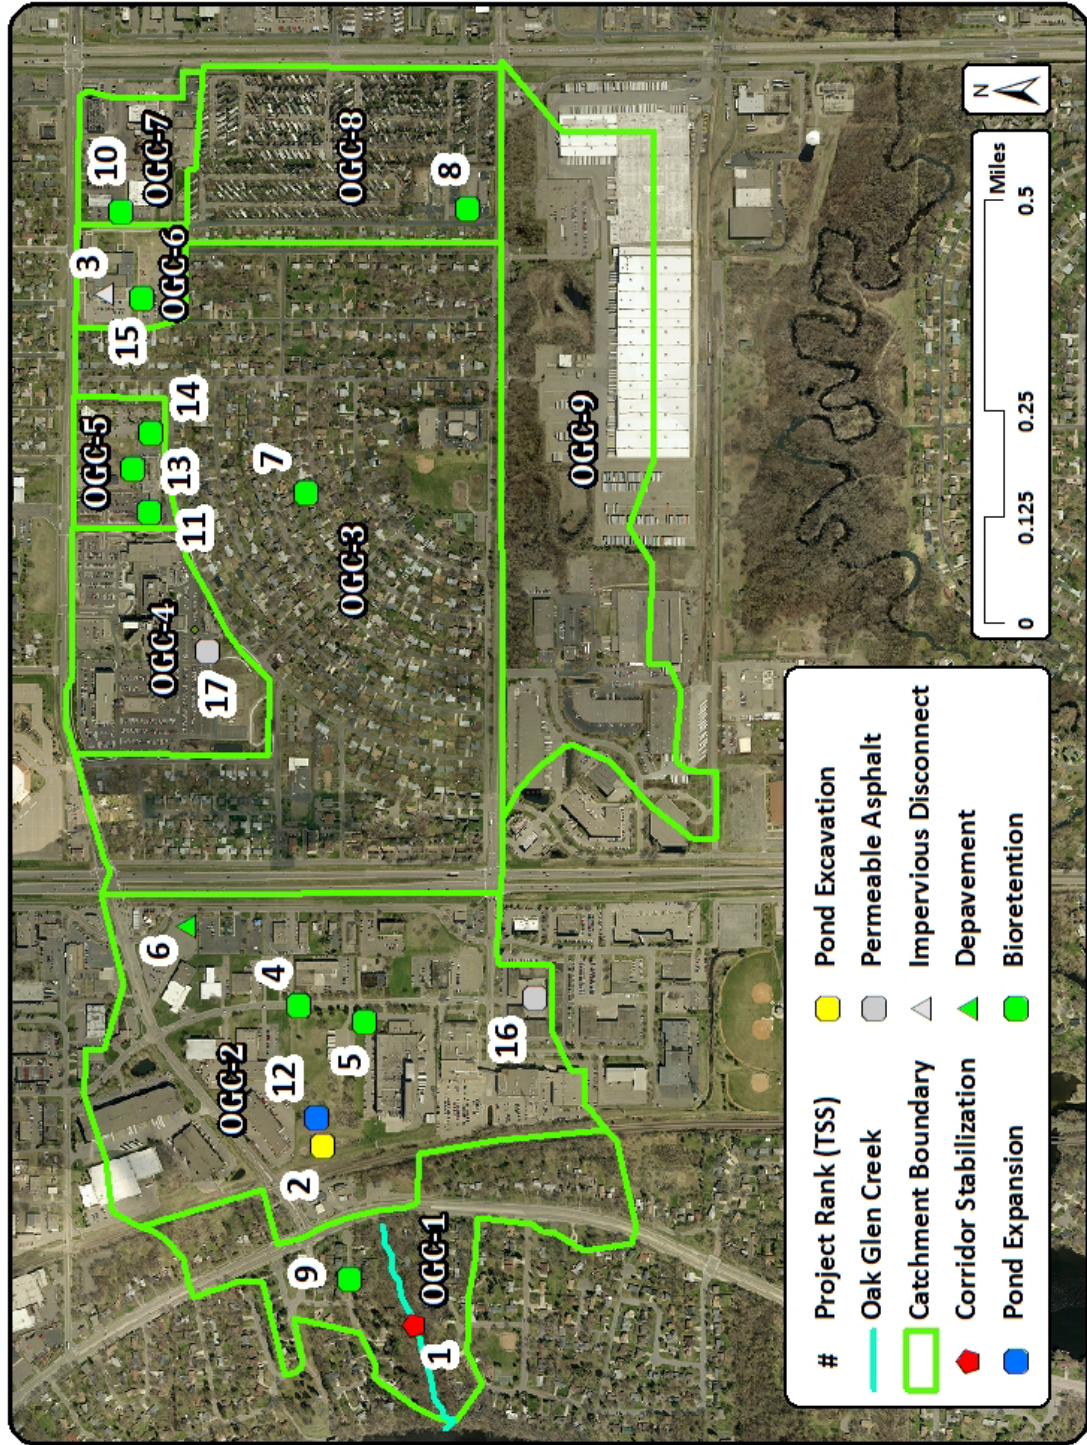 1
9
2
12
5
4
6
16
17
11
13
14
7
15
3
10
8
OGC-1
OGC-2
OGC-3
OGC-4
OGC-5
OGC-6
OGC-7
OGC-8
OGC-9
# Project Rank (TSS)
Oak Glen Creek
Catchment Boundary
Corridor Stabilization
Pond Expansion
Pond Excavation
Permeable Asphalt
Impervious Disconnect
Depavement
Bioretention
0 0.125 0.25 0.5
Miles
N